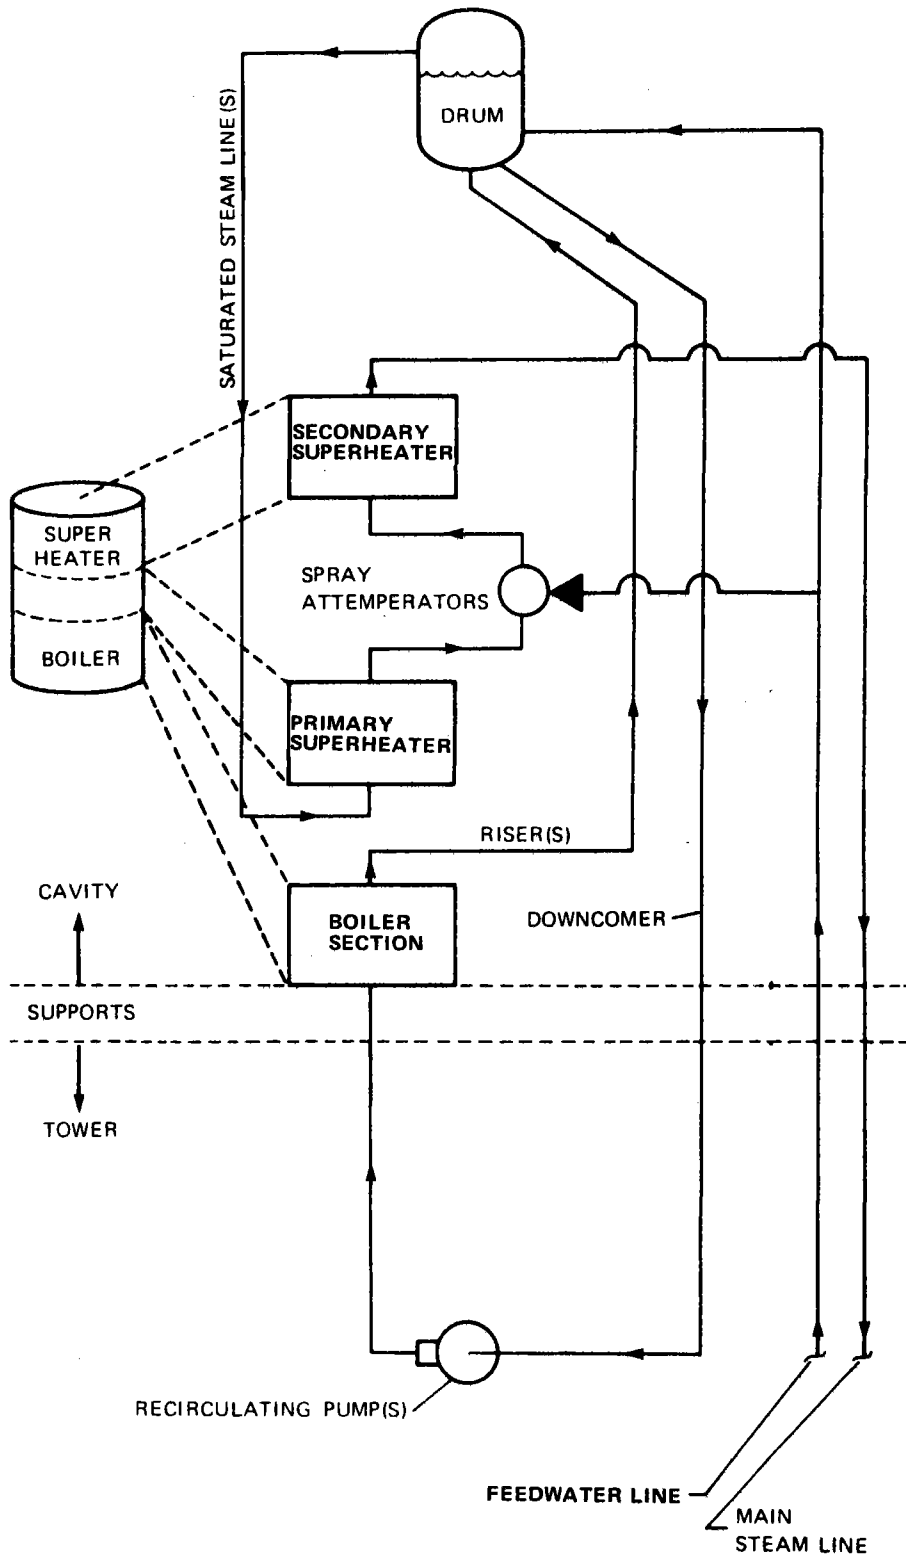 DRUM
SATURATED STEAM LINE(S)
SECONDARY
SUPERHEATER
SUPER
HEATER
SPRAY
ATTEMPERATORS
BOILER
PRIMARY
SUPERHEATER
RISER(S)
CAVITY
BOILER
SECTION
DOWNCOMER
SUPPORTS
TOWER
RECIRCULATING PUMP(S)
FEEDWATER LINE
MAIN
STEAM LINE